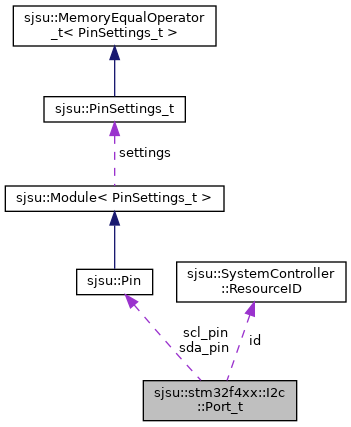 sjsu::MemoryEqualOperator
_t< PinSettings_t >
sjsu::PinSettings_t
settings
sjsu::Module< PinSettings_t >
sjsu::Pin
sjsu::SystemController
::ResourceID
scl_pin
sda_pin
id
sjsu::stm32f4xx::I2c
::Port_t